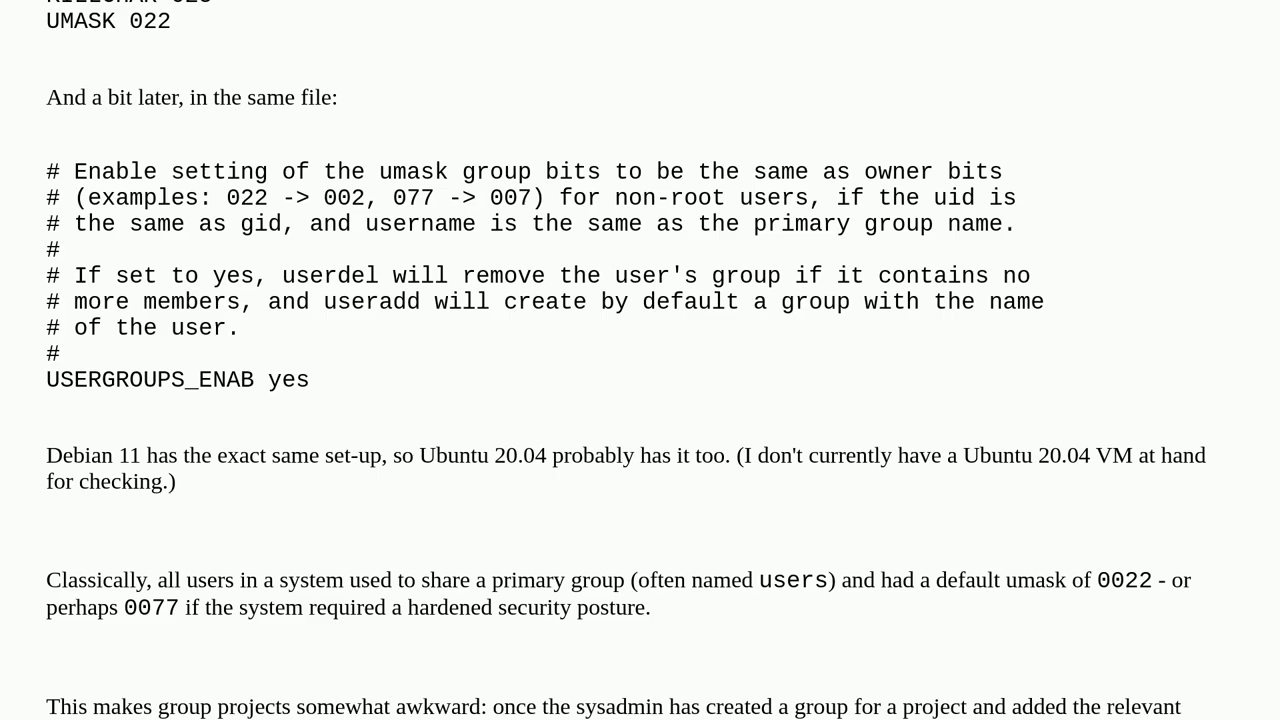 UMASK 022
And a bit later, in the same file:
# Enable setting of the umask group bits to be the same as owner bits
# (examples: 022 -> 002, 077 -> 007) for non-root users, if the uid is
# the same as gid, and username is the same as the primary group name.
#
# If set to yes, userdel will remove the user's group if it contains no
# more members, and useradd will create by default a group with the name
# of the user.
#
USERGROUPS_ENAB yes
Debian 11 has the exact same set-up, so Ubuntu 20.04 probably has it too. (I don't currently have a Ubuntu 20.04 VM at hand
for checking.)
Classically, all users in a system used to share a primary group (often named users) and had a default umask of 0022 - or
perhaps 0077 if the system required a hardened security posture.
This makes group projects somewhat awkward: once the sysadmin has created a group for a project and added the relevant